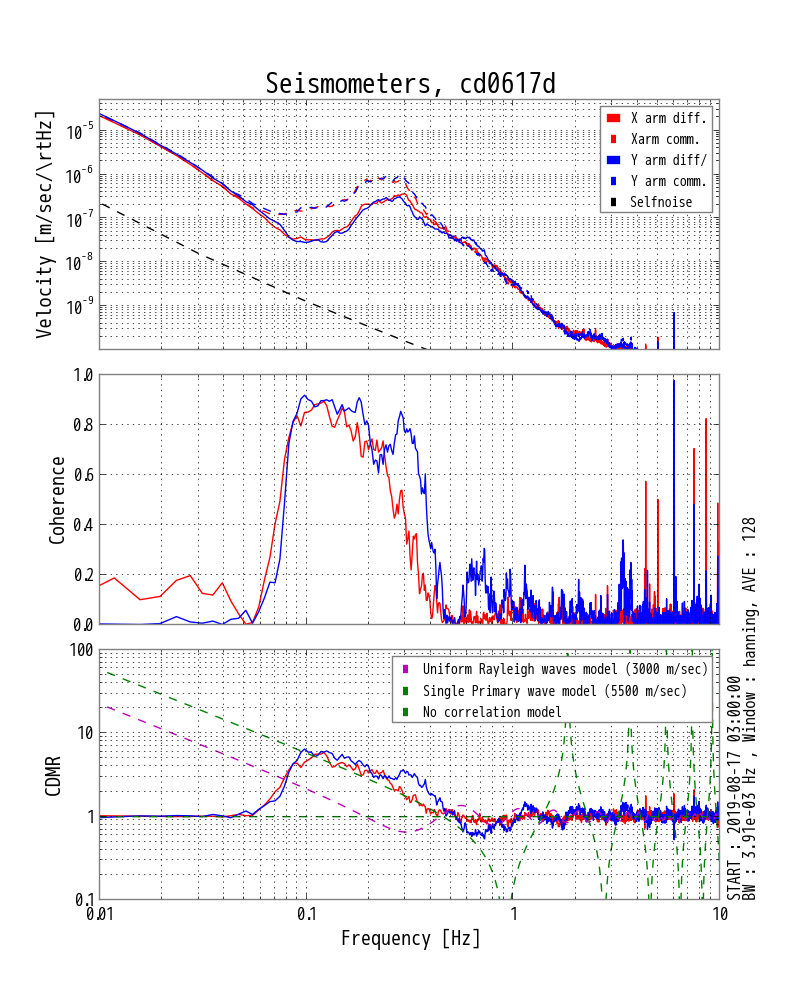 Seismometers, cd0617d
Velocity [m/sec/\rtHz]
10^-5
10^-6
10^-7
10^-8
10^-9
X arm diff.
Xarm comm.
Y arm diff/
Y arm comm.
Selfnoise
Coherence
1.0
0.8
0.6
0.4
0.2
0.0
CDMR
100
10
1
0.1
Uniform Rayleigh waves model (3000 m/sec)
Single Primary wave model (5500 m/sec)
No correlation model
0.01
0.1
1
10
Frequency [Hz]
START : 2019-08-17 03:00:00
BW : 3.91e-03 Hz , Window : hanning, AVE : 128